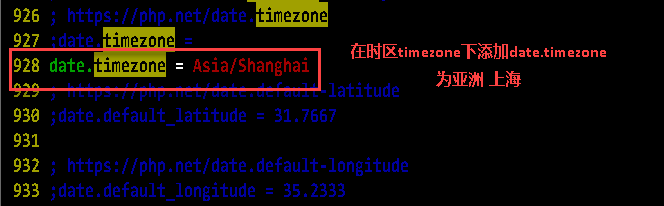 926 ; https://php.net/date.timezone
927 ;date.timezone =
928 date.timezone = Asia/Shanghai
929 ; https://php.net/date.default-latitude
930 ;date.default_latitude = 31.7667
931
932 ; https://php.net/date.default-longitude
933 ;date.default_longitude = 35.2333
在时区timezone下添加date.timezone
为亚洲 上海